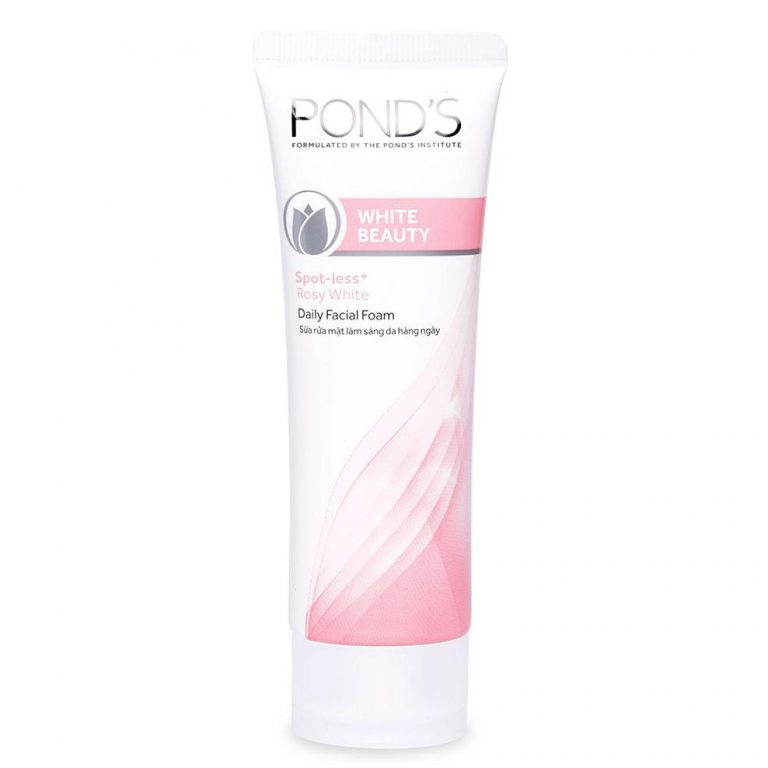 POND'S
FORMULATED BY THE POND'S INSTITUTE
WHITE
BEAUTY
Spot-less+
Rosy White
Daily Facial Foam
Sữa rửa mặt làm sáng da hàng ngày